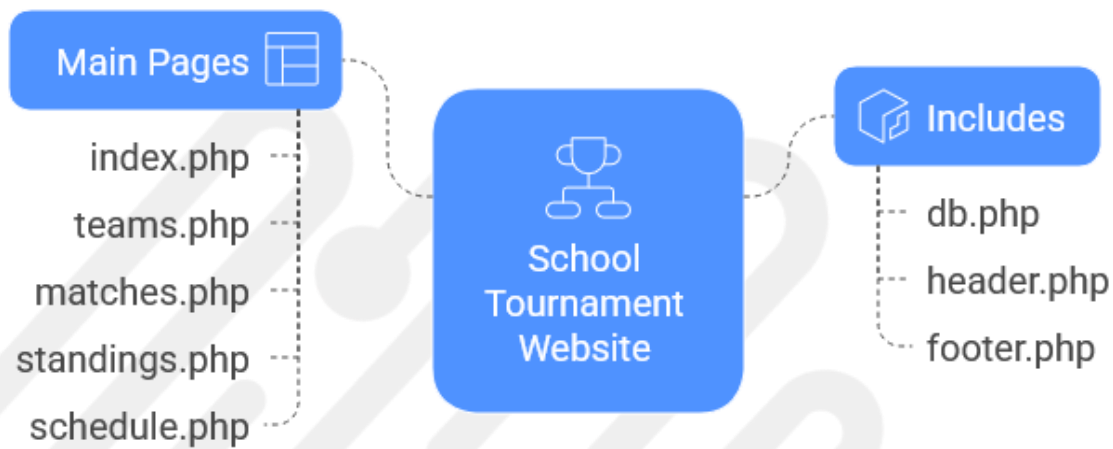 Main Pages
index.php
teams.php
matches.php
standings.php
schedule.php
School
Tournament
Website
Includes
db.php
header.php
footer.php